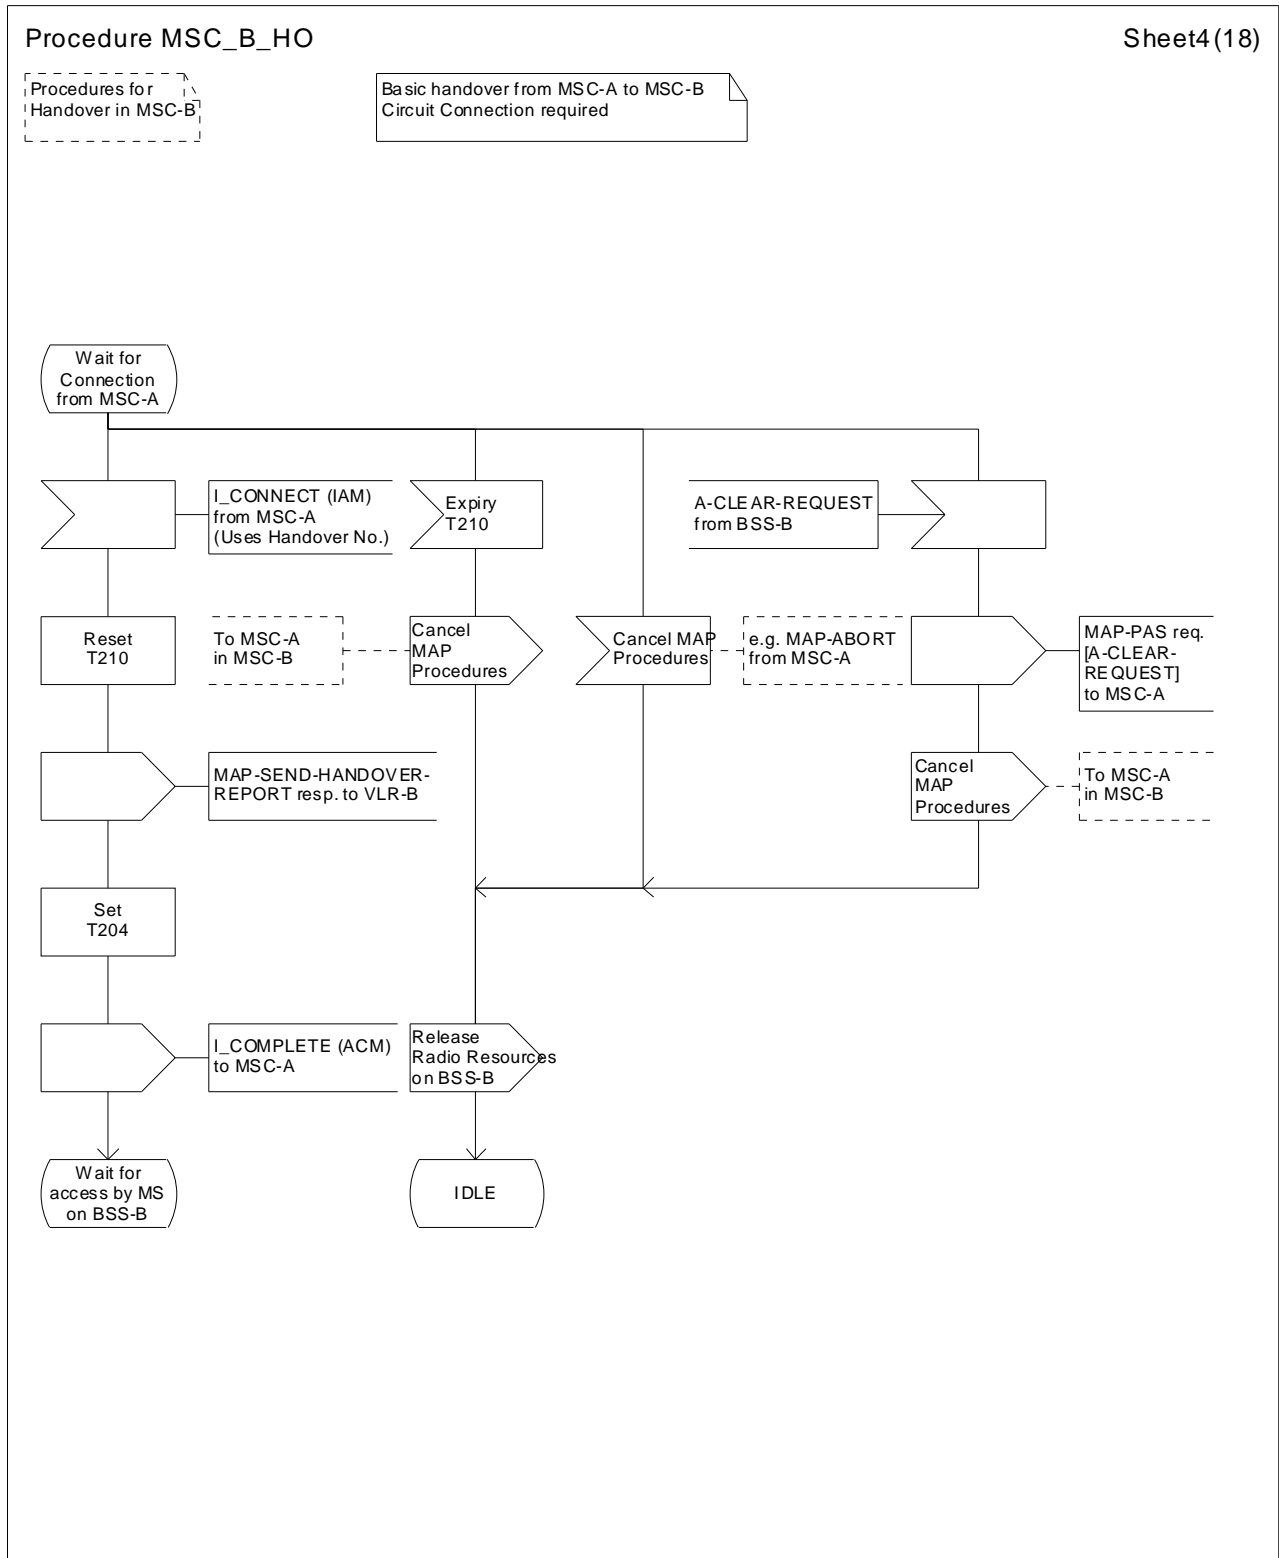 Procedure MSC_B_HO
Sheet4(18)
Procedures for
Handover in MSC-B
Basic handover from MSC-A to MSC-B
Circuit Connection required
Wait for
Connection
from MSC-A
I_CONNECT (IAM)
from MSC-A
(Uses Handover No.)
Expiry
T210
A-CLEAR-REQUEST
from BSS-B
Reset
T210
To MSC-A
in MSC-B
Cancel
MAP
Procedures
Cancel MAP
Procedures
e.g. MAP-ABORT
from MSC-A
MAP-PAS req.
[A-CLEAR-
REQUEST]
to MSC-A
MAP-SEND-HANDOVER-
REPORT resp. to VLR-B
Cancel
MAP
Procedures
To MSC-A
in MSC-B
Set
T204
I_COMPLETE (ACM)
to MSC-A
Release
Radio Resources
on BSS-B
Wait for
access by MS
on BSS-B
IDLE